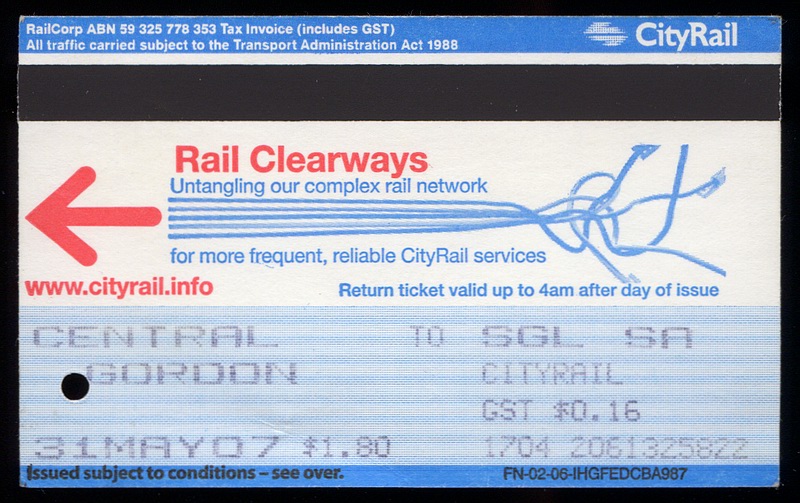 RailCorp ABN 59 325 778 353 Tax Invoice (includes GST)
All traffic carried subject to the Transport Administration Act 1988
CityRail
Rail Clearways
Untangling our complex rail network
for more frequent, reliable CityRail services
www.cityrail.info
Return ticket valid up to 4am after day of issue
CENTRAL TO SGL SA
GORDON CITYRAIL
GST $0.16
31MAY07 $1.80 1704 2061325822
Issued subject to conditions – see over.
FN-02-06-IHGFEDCBA987